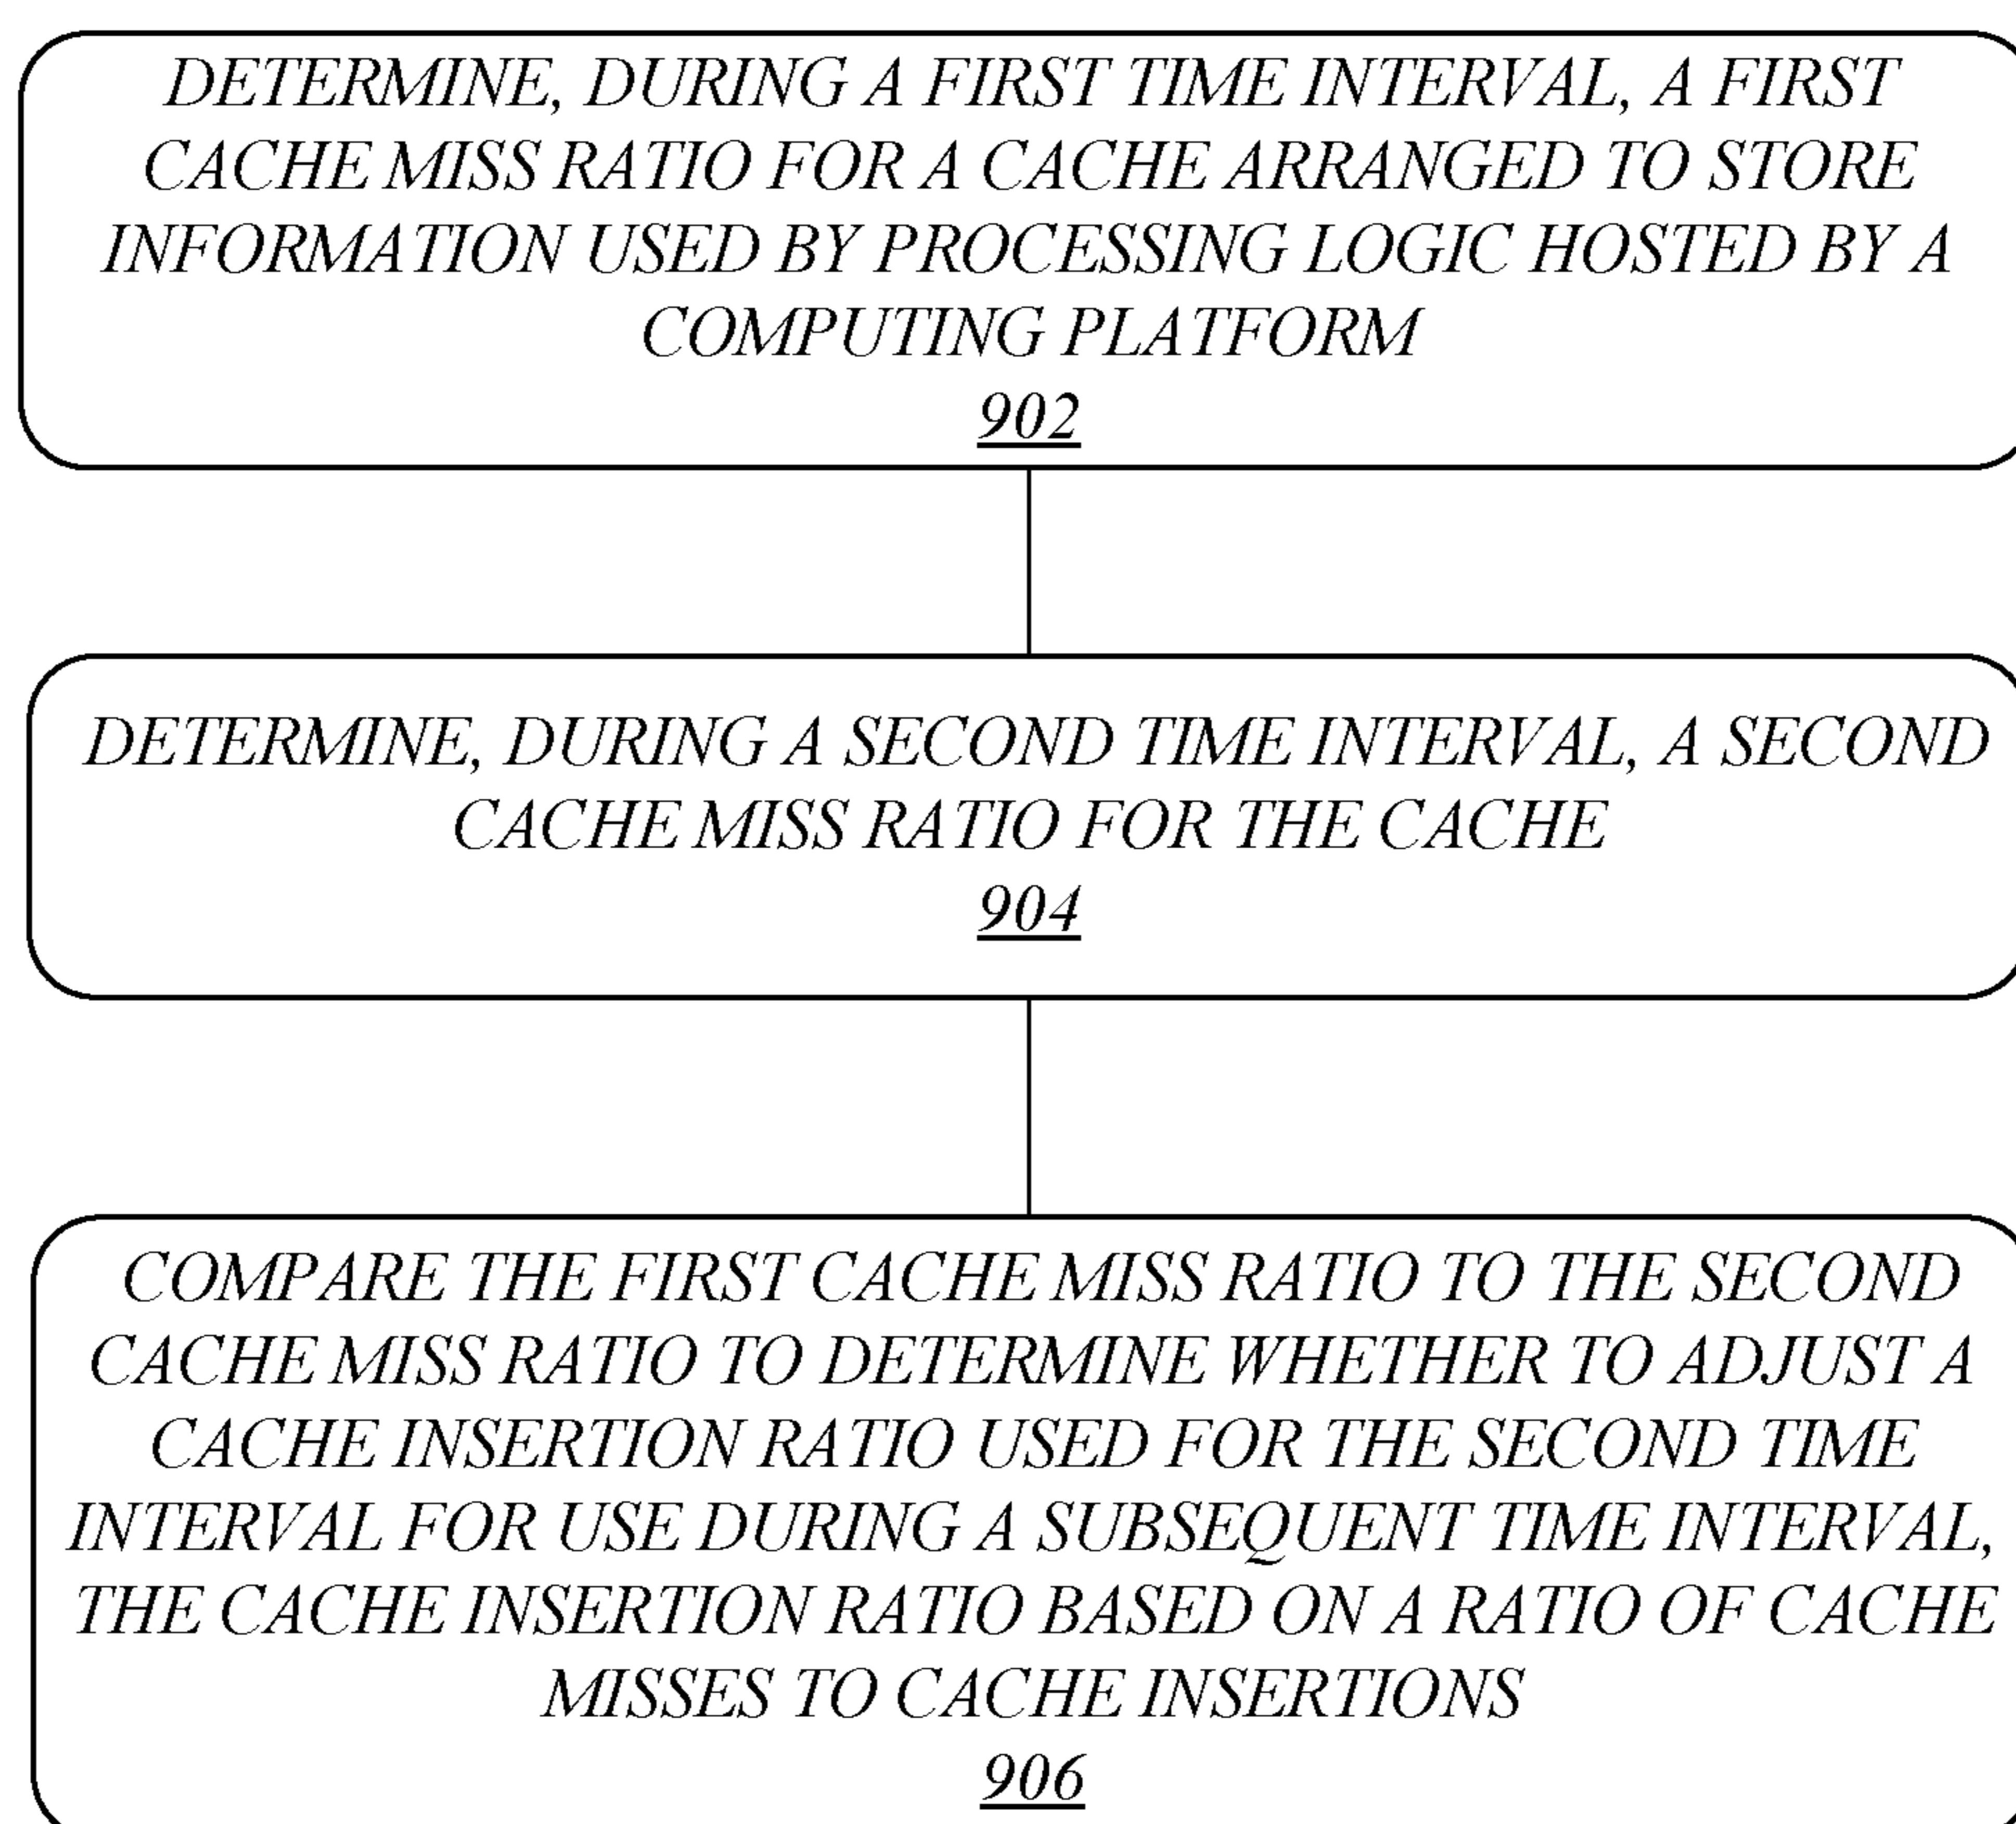 DETERMINE, DURING A FIRST TIME INTERVAL, A FIRST
CACHE MISS RATIO FOR A CACHE ARRANGED TO STORE
INFORMATION USED BY PROCESSING LOGIC HOSTED BY A
COMPUTING PLATFORM
902
DETERMINE, DURING A SECOND TIME INTERVAL, A SECOND
CACHE MISS RATIO FOR THE CACHE
904
COMPARE THE FIRST CACHE MISS RATIO TO THE SECOND
CACHE MISS RATIO TO DETERMINE WHETHER TO ADJUST A
CACHE INSERTION RATIO USED FOR THE SECOND TIME
INTERVAL FOR USE DURING A SUBSEQUENT TIME INTERVAL,
THE CACHE INSERTION RATIO BASED ON A RATIO OF CACHE
MISSES TO CACHE INSERTIONS
906